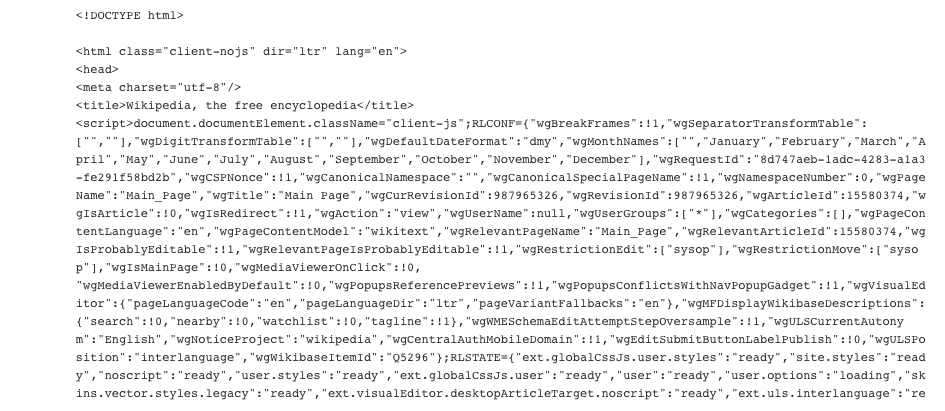 <!DOCTYPE html>
<html class="client-nojs" dir="ltr" lang="en">
<head>
<meta charset="utf-8"/>
<title>Wikipedia, the free encyclopedia</title>
<script>document.documentElement.className="client-js";RLCONF={"wgBreakFrames":!1,"wgSeparatorTransformTable":
["",""],"wgDigitTransformTable":["",""],"wgDefaultDateFormat":"dmy","wgMonthNames":["","January","February","March","A
pril","May","June","July","August","September","October","November","December"],"wgRequestId":"8d747aeb-1adc-4283-a1a3
-fe291f58bd2b","wgCSPNonce":!1,"wgCanonicalNamespace":"","wgCanonicalSpecialPageName":!1,"wgNamespaceNumber":0,"wgPage
Name":"Main_Page","wgTitle":"Main Page","wgCurRevisionId":987965326,"wgRevisionId":987965326,"wgArticleId":15580374,"w
gIsArticle":!0,"wgIsRedirect":!1,"wgAction":"view","wgUserName":null,"wgUserGroups":["*"],"wgCategories":[],"wgPageCon
tentLanguage":"en","wgPageContentModel":"wikitext","wgRelevantPageName":"Main_Page","wgRelevantArticleId":15580374,"wg
IsProbablyEditable":!1,"wgRelevantPageIsProbablyEditable":!1,"wgRestrictionEdit":["sysop"],"wgRestrictionMove":["syso
p"],"wgIsMainPage":!0,"wgMediaViewerOnClick":!0,
"wgMediaViewerEnabledByDefault":!0,"wgPopupsReferencePreviews":!1,"wgPopupsConflictsWithNavPopupGadget":!1,"wgVisualEd
itor":{"pageLanguageCode":"en","pageLanguageDir":"ltr","pageVariantFallbacks":"en"},"wgMFDisplayWikibaseDescriptions":
{"search":!0,"nearby":!0,"watchlist":!0,"tagline":!1},"wgWMESchemaEditAttemptStepOversample":!1,"wgULSCurrentAutony
m":"English","wgNoticeProject":"wikipedia","wgCentralAuthMobileDomain":!1,"wgEditSubmitButtonLabelPublish":!0,"wgULSPo
sition":"interlanguage","wgWikibaseItemId":"Q5296"};RLSTATE={"ext.globalCssJs.user.styles":"ready","site.styles":"read
y","noscript":"ready","user.styles":"ready","ext.globalCssJs.user":"ready","user":"ready","user.options":"loading","sk
ins.vector.styles.legacy":"ready","ext.visualEditor.desktopArticleTarget.noscript":"ready","ext.uls.interlanguage":"re